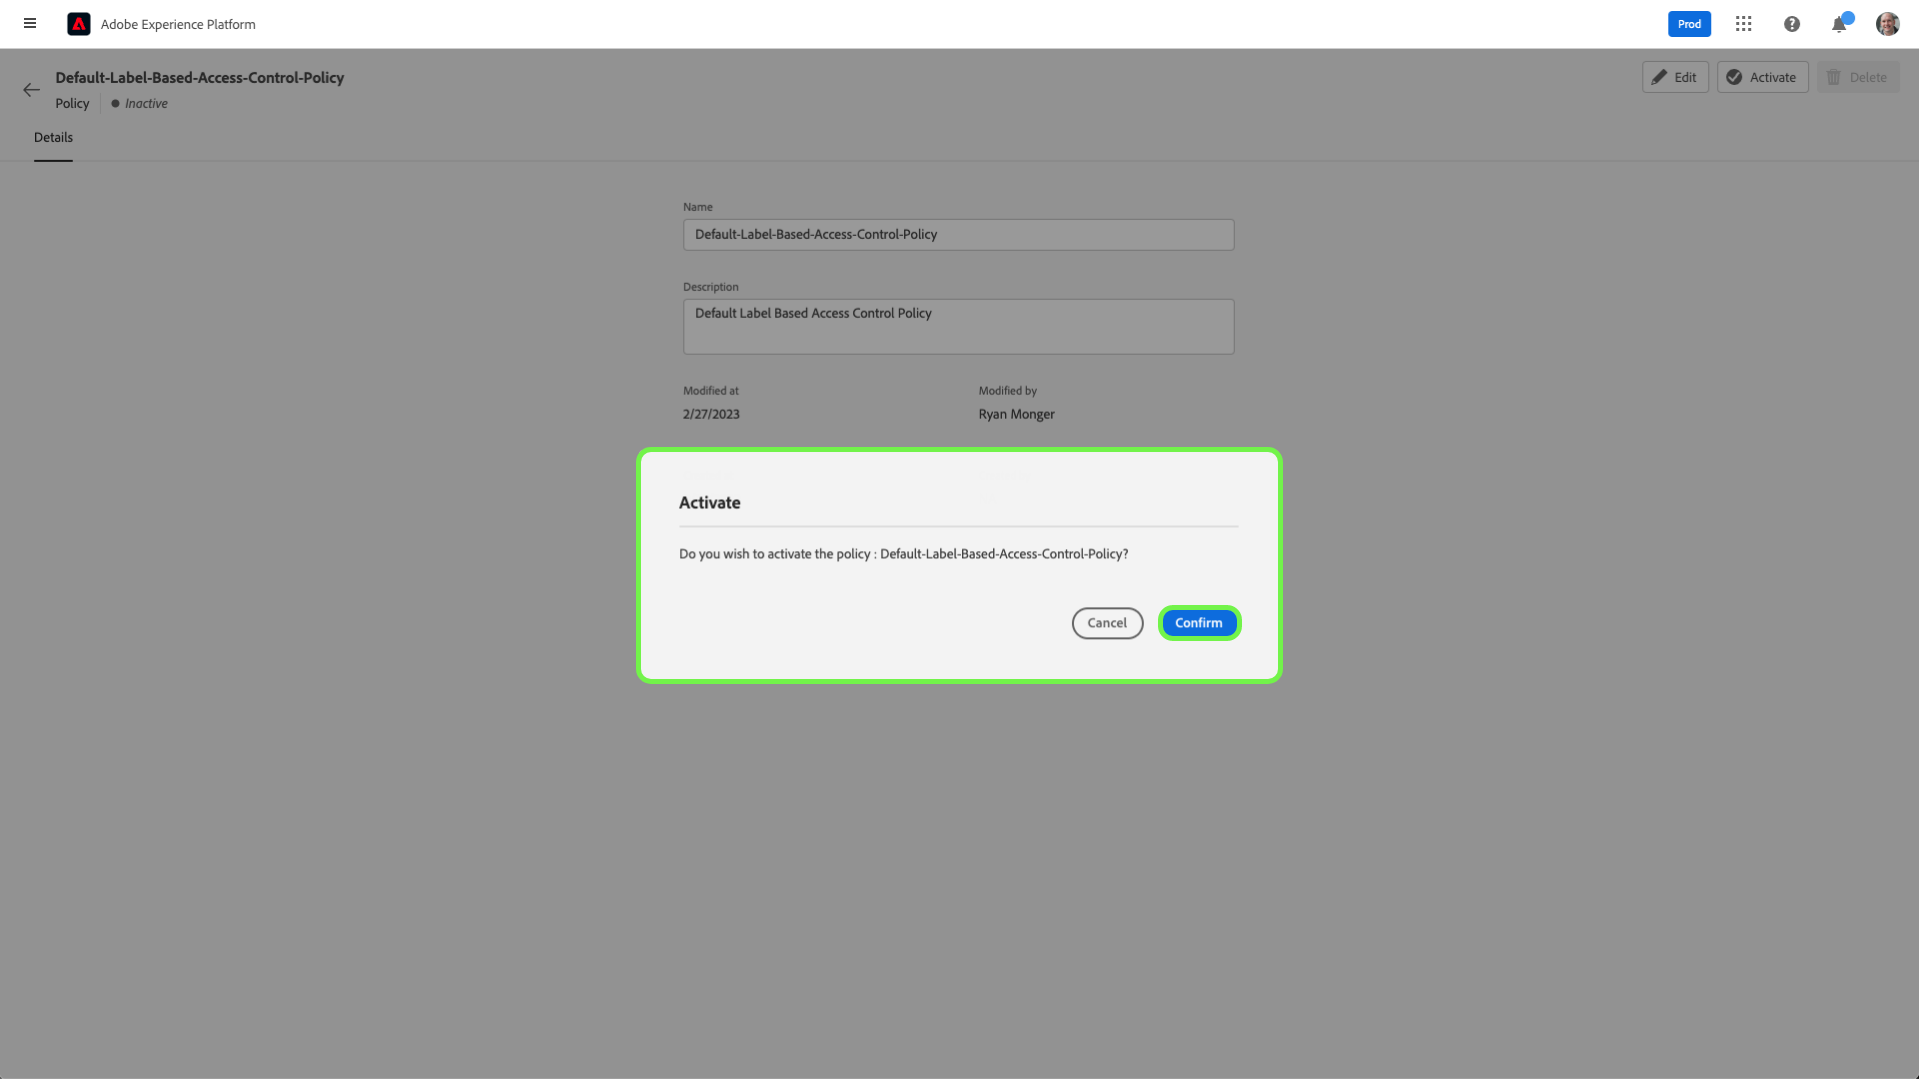 Adobe Experience Platform
Prod
Default-Label-Based-Access-Control-Policy
Policy
Inactive
Edit
Activate
Delete
Details
Name
Default-Label-Based-Access-Control-Policy
Description
Default Label Based Access Control Policy
Modified at
Modified by
2/27/2023
Ryan Monger
Activate
Do you wish to activate the policy : Default-Label-Based-Access-Control-Policy?
Cancel
Confirm